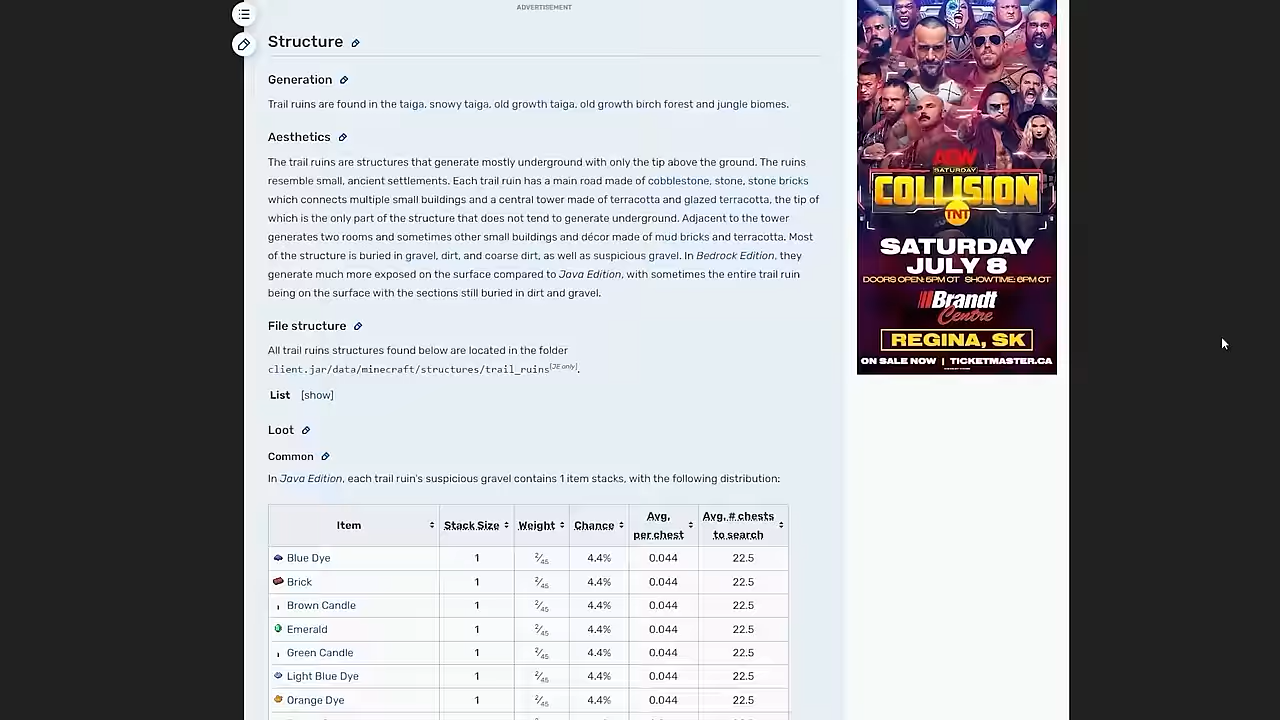 ADVERTISEMENT
Structure
Generation
Trail runs are found in the taiga, snowy taiga, old growth taiga, old growth birch forest and jungle biomes.
Aesthetics
The trail ruins are structures that generate mostly underground with only the tip above the ground. The ruins
ancient settlements. Each trail ruin has a main road made of cobblestone, stone, stone bricks
which connects multiple small buildings and a central tower made of terracotta and glazed terracotta, the tip of
which is the only part of the structure that does not tend to generate underground. Adjacent to the tower
generates two rooms and sometimes other small buildings and décor made of mud bricks and terracotta. Most
of the structure is buried in gravel, dirt, and coarse dirt, as well as suspicious gravel. In Bedrock Edition, they
generate much more exposed on the surface compared to Java Edition, with sometimes the entire trail ruin
being on the surface with the sections still buried in dirt and gravel.
File structure
All trail ruins structures found below are located in the folder
/minecraft/structures/trail_ruins[JE only].
List [show]
Loot
Common
In Java Edition, each trail ruin's suspicious gravel contains 1 item stacks, with the following distribution:
Item Stack Size Weight Chance Avg. per chest Avg. # chests to search
Blue Dye 1 2/45 4.4% 0.044 22.5
Brick 1 2/45 4.4% 0.044 22.5
Brown Candle 1 2/45 4.4% 0.044 22.5
Emerald 1 2/45 4.4% 0.044 22.5
Green Candle 1 2/45 4.4% 0.044 22.5
Light Blue Dye 1 2/45 4.4% 0.044 22.5
Orange Dye 1 2/45 4.4% 0.044 22.5
AEW
SATURDAY
COLLISION
TNT
SATURDAY
JULY 8
DOORS OPEN: 5PM CT SHOWTIME: 6PM CT
Brandt
Centre
REGINA, SK
ON SALE NOW | TICKETMASTER.CA